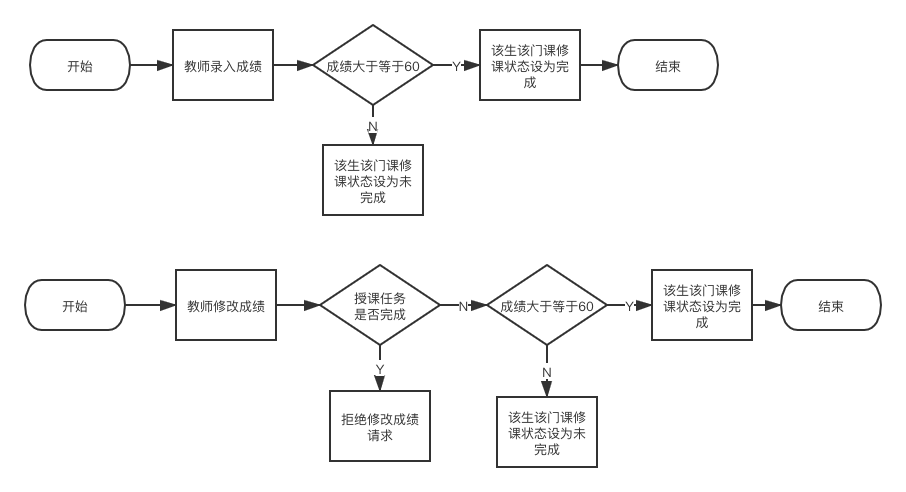 开始
教师录入成绩
成绩大于等于60
Y
该生该门课修
课状态设为完
成
结束
N
该生该门课修
课状态设为未
完成
开始
教师修改成绩
授课任务
是否完成
N
成绩大于等于60
Y
该生该门课修
课状态设为完
成
结束
Y
拒绝修改成绩
请求
N
该生该门课修
课状态设为未
完成